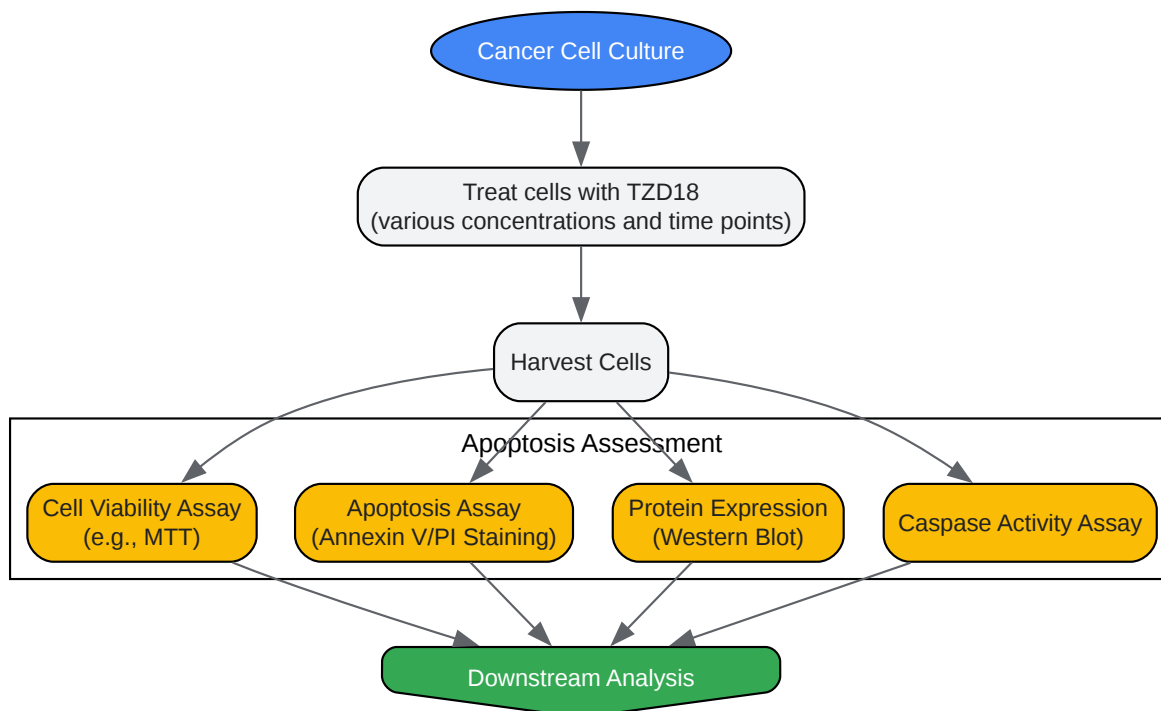 Cancer Cell Culture
Treat cells with TZD18
(various concentrations and time points)
Harvest Cells
Apoptosis Assessment
Cell Viability Assay
(e.g., MTT)
Apoptosis Assay
(Annexin V/PI Staining)
Protein Expression
(Western Blot)
Caspase Activity Assay
Downstream Analysis